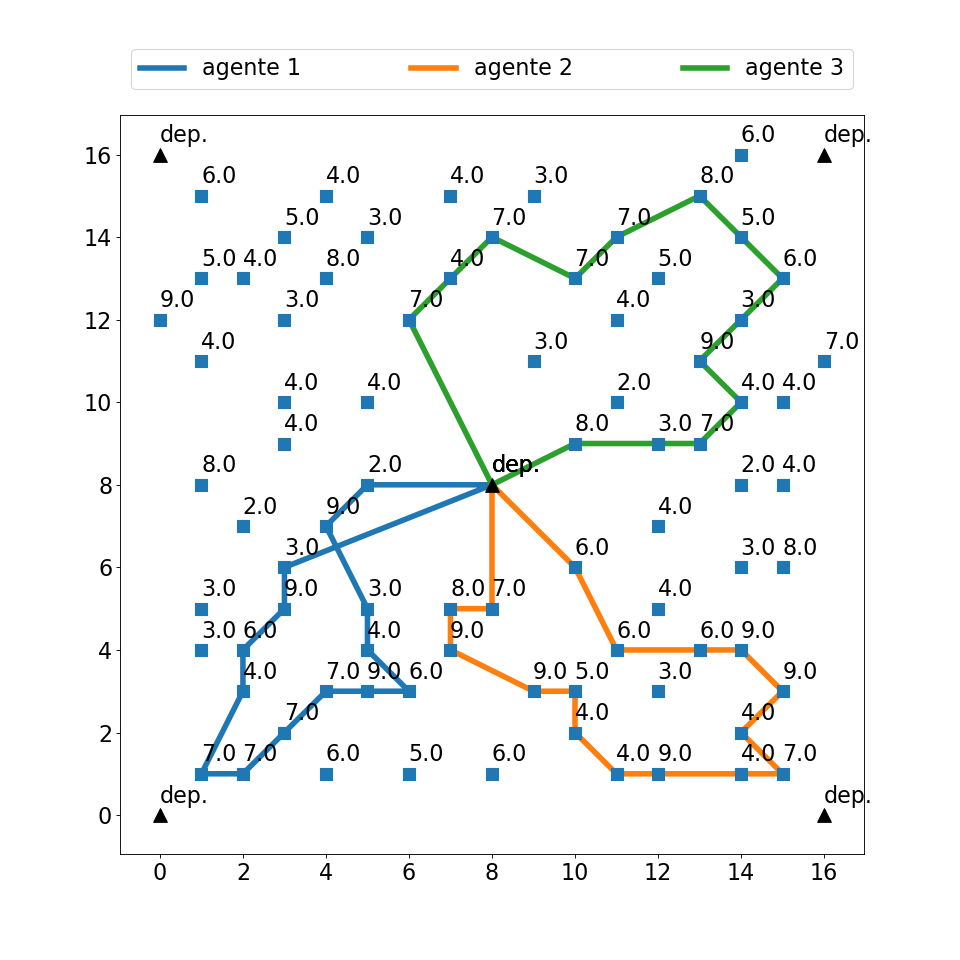 agente 1 agente 2 agente 3
6.0
dep. dep.
16
6.0 4.0 4.0 3.0 8.0
5.0 3.0 7.0 7.0 5.0
14
5.0 4.0 8.0 4.0 7.0 5.0 6.0
9.0 3.0 7.0 4.0 3.0
12
4.0 3.0 9.0 7.0
4.0 4.0 2.0 4.0 4.0
10
4.0 8.0 3.0 7.0
8.0 2.0 dep. 2.0 4.0
8
2.0 9.0 4.0
3.0 6.0 3.0 8.0
6
3.0 9.0 3.0 8.0 7.0 4.0
3.0 6.0 4.0 9.0 6.0 6.0 9.0
4
4.0 7.0 9.0 6.0 9.0 5.0 3.0 9.0
7.0 4.0 4.0
2
7.0 7.0 6.0 5.0 6.0 4.0 9.0 4.0 7.0
dep. dep.
0
0 2 4 6 8 10 12 14 16